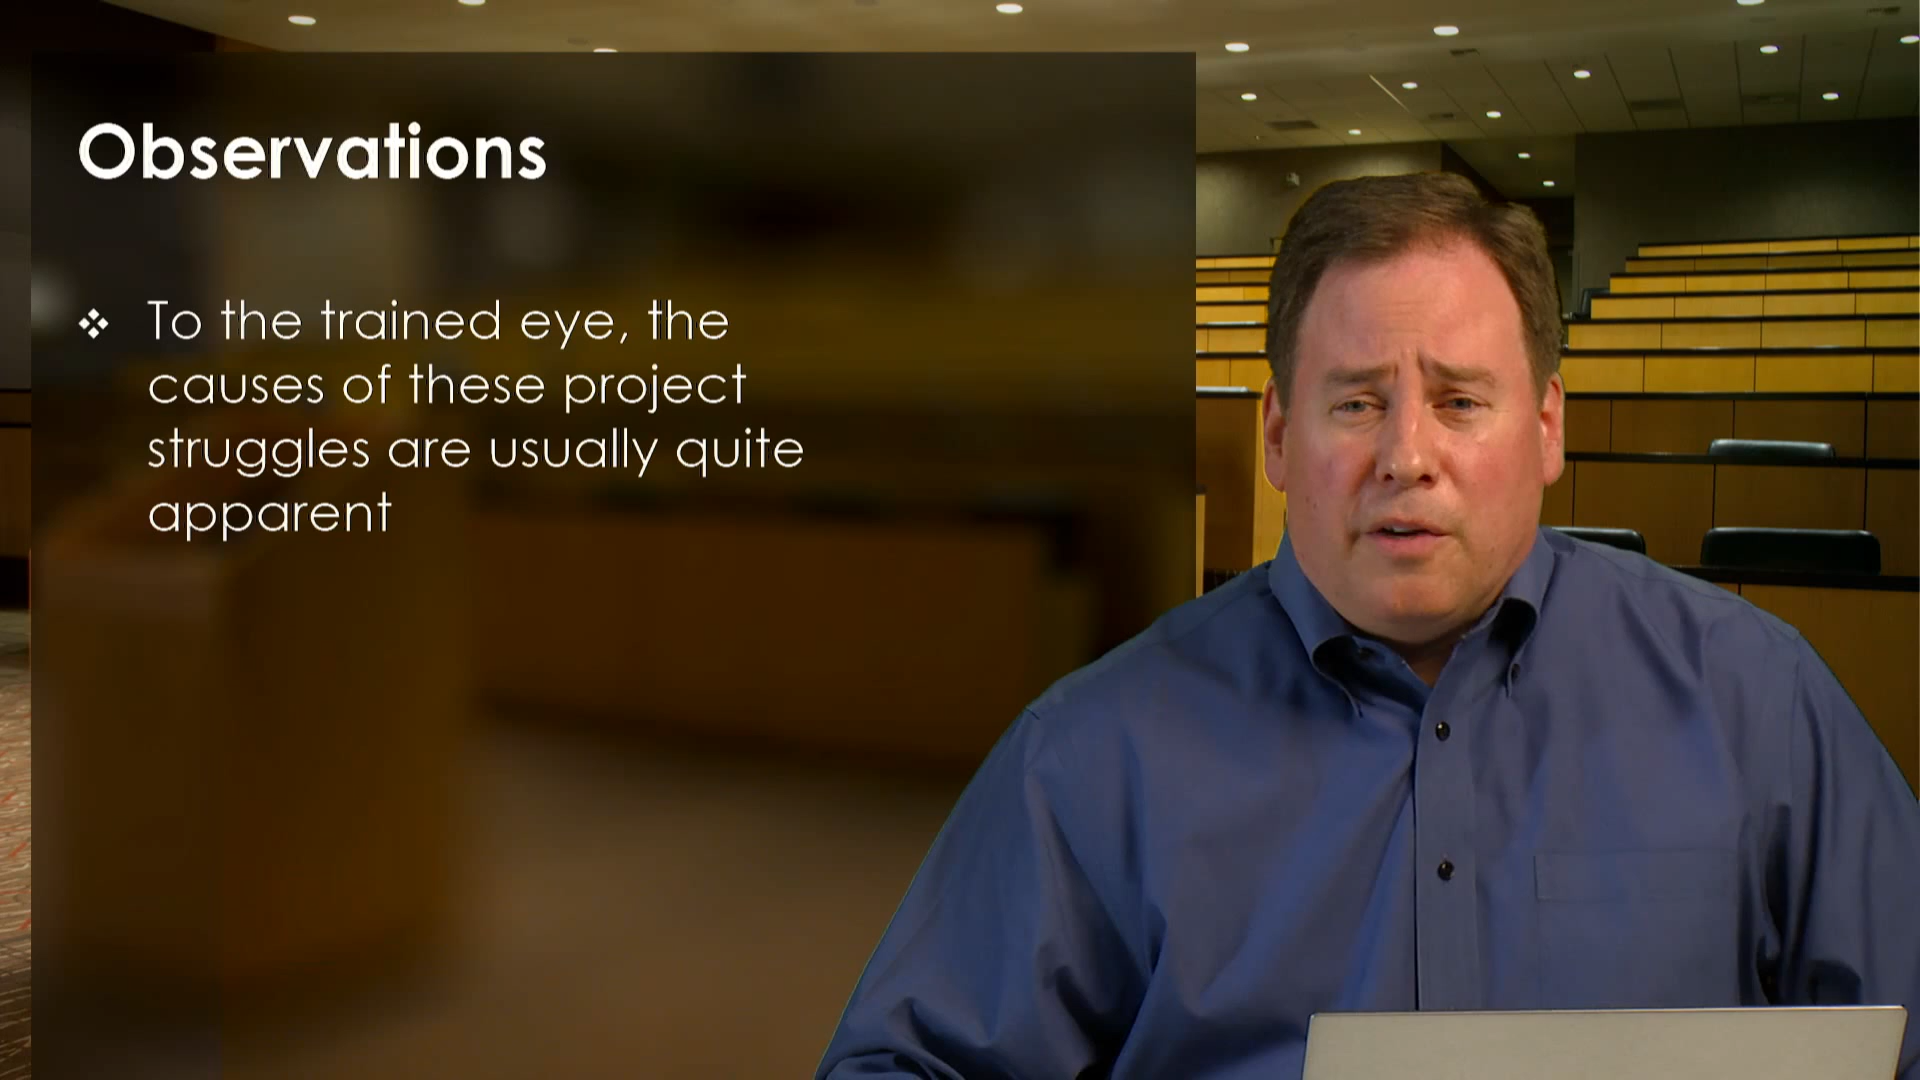 Observations
To the trained eye, the
causes of these project
struggles are usually quite
apparent